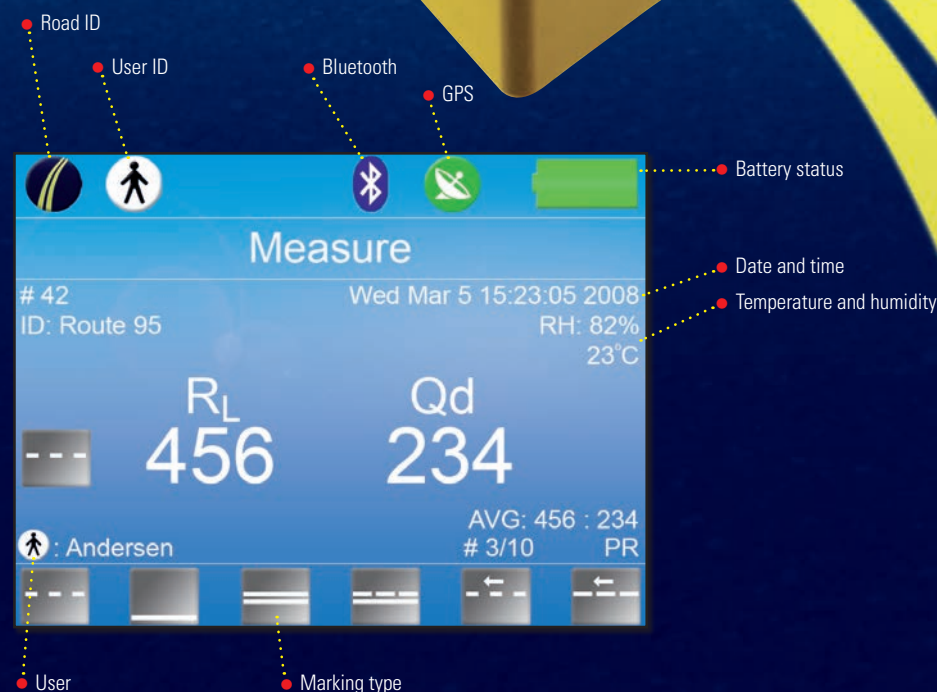 Road ID
User ID
Bluetooth
GPS
Battery status
Measure
# 42
Wed Mar 5 15:23:05 2008
Date and time
ID: Route 95
RH: 82%
Temperature and humidity
23°C
RL Qd
456 234
AVG: 456 : 234
: Andersen
# 3/10 PR
User
Marking type